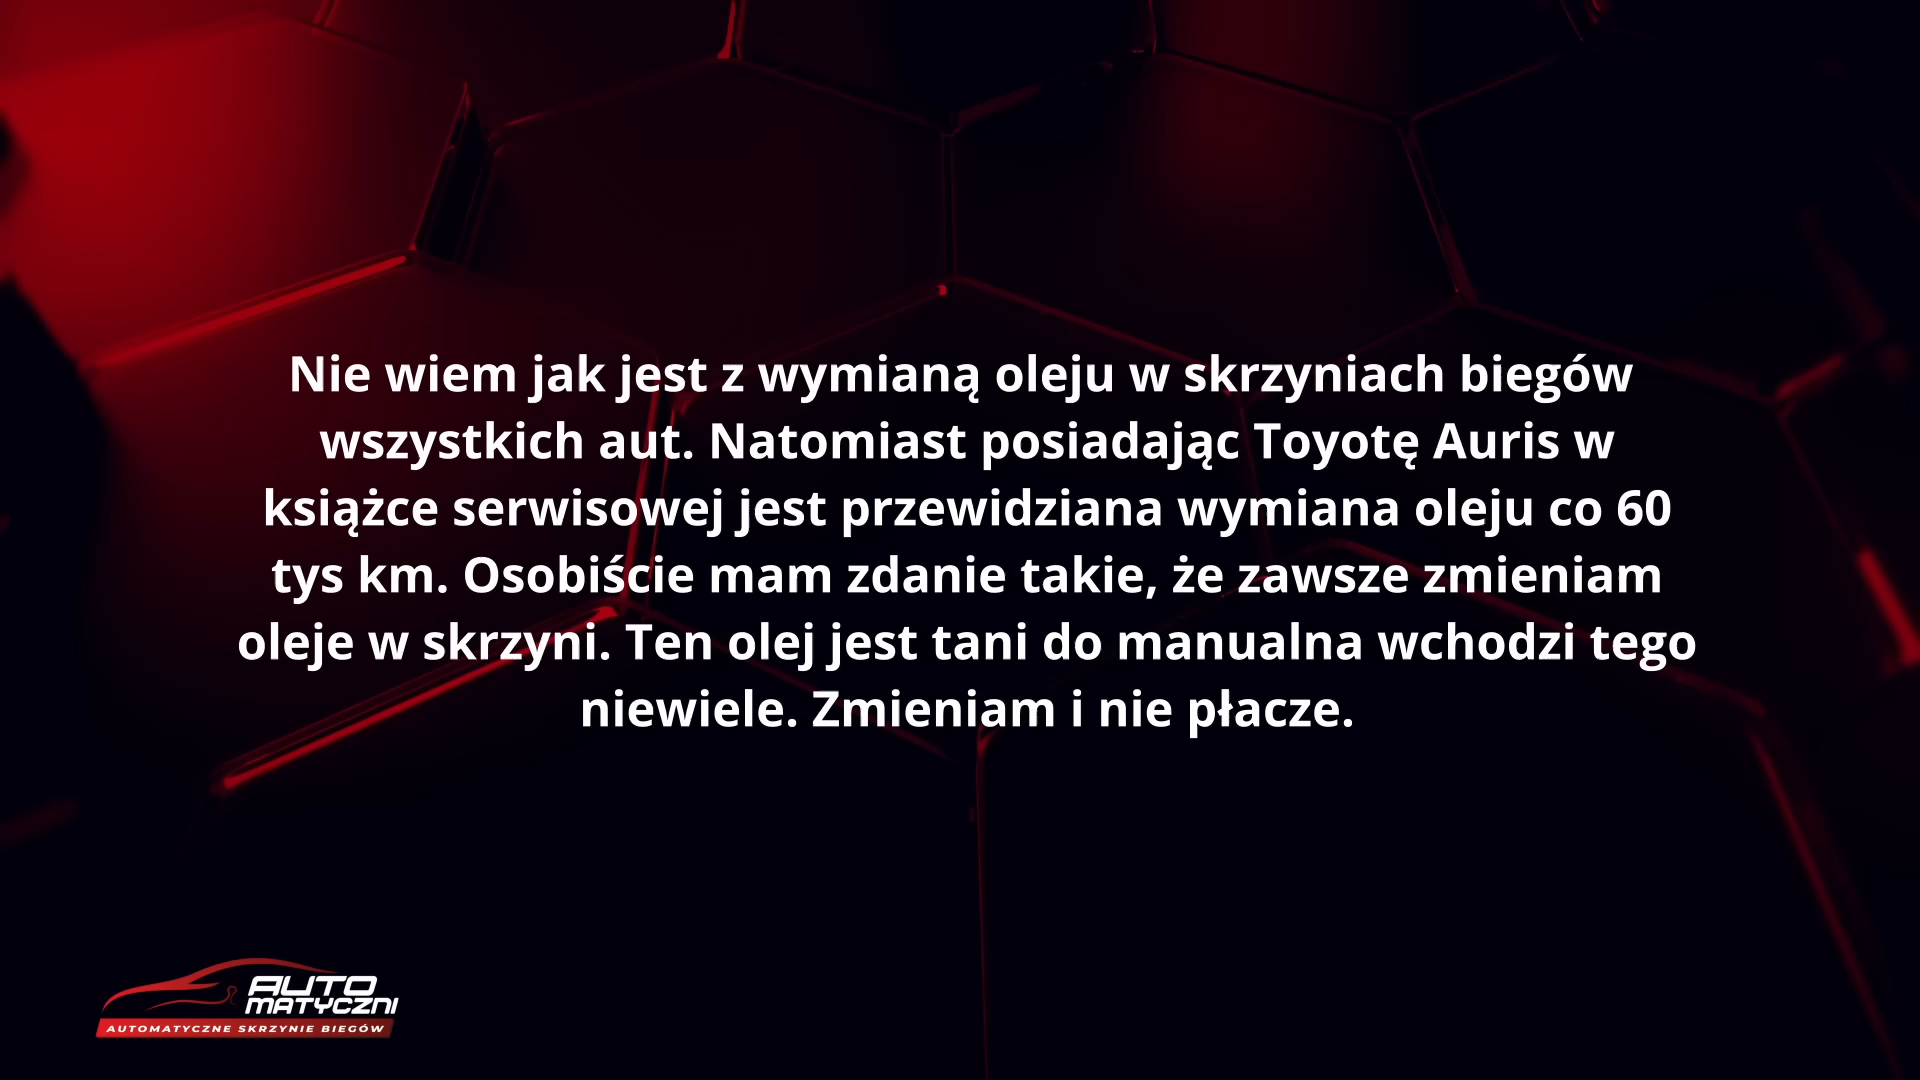 Nie wiem jak jest z wymianą oleju w skrzyniach biegów
wszystkich aut. Natomiast posiadając Toyotę Auris w
książce serwisowej jest przewidziana wymiana oleju co 60
tys km. Osobiście mam zdanie takie, że zawsze zmieniam
oleje w skrzyni. Ten olej jest tani do manualna wchodzi tego
niewiele. Zmieniam i nie płacze.
AUTO
MATYCZNI
AUTOMATYCZNE SKRZYNIE BIEGÓW